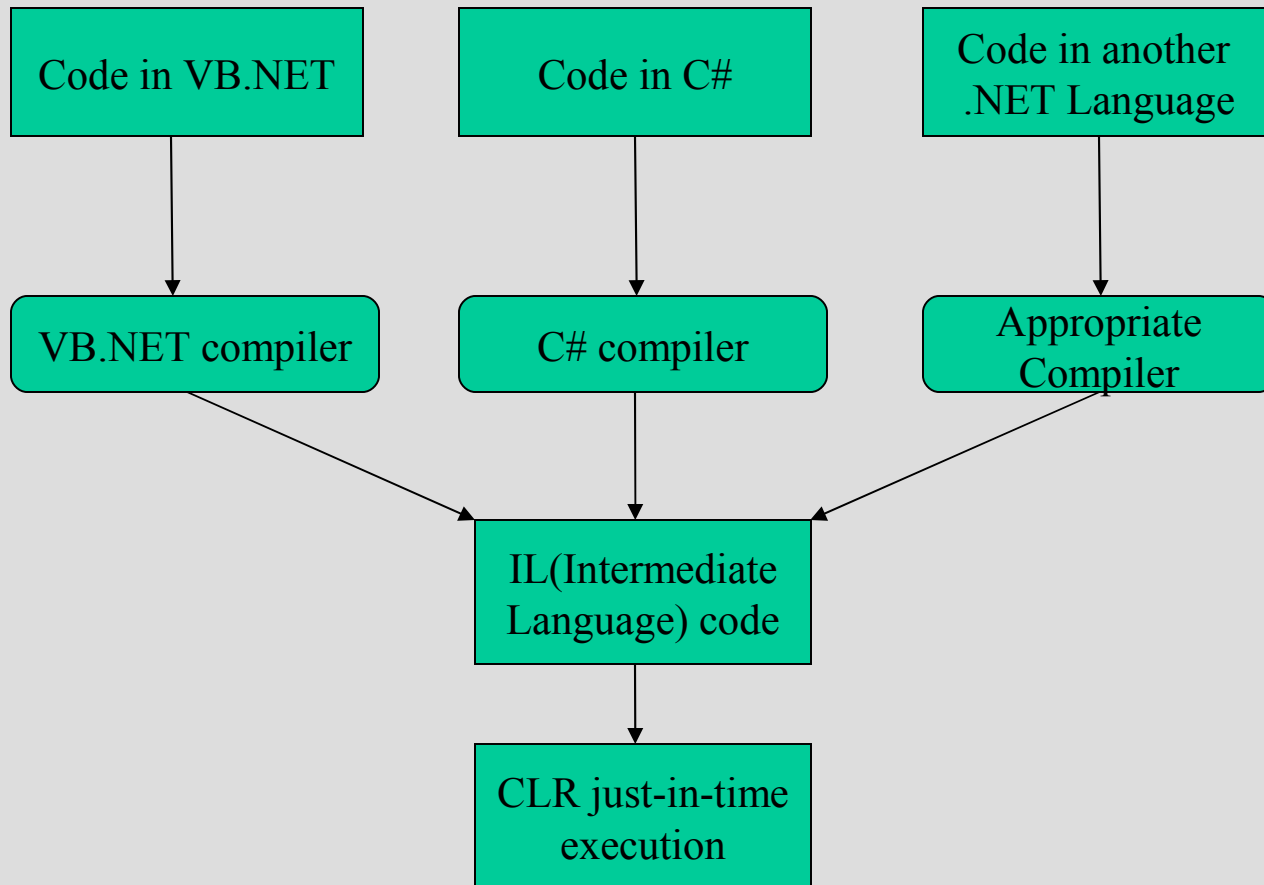 Code in VB.NET
Code in C#
Code in another
.NET Language
VB.NET compiler
C# compiler
Appropriate
Compiler
IL(Intermediate
Language) code
CLR just-in-time
execution